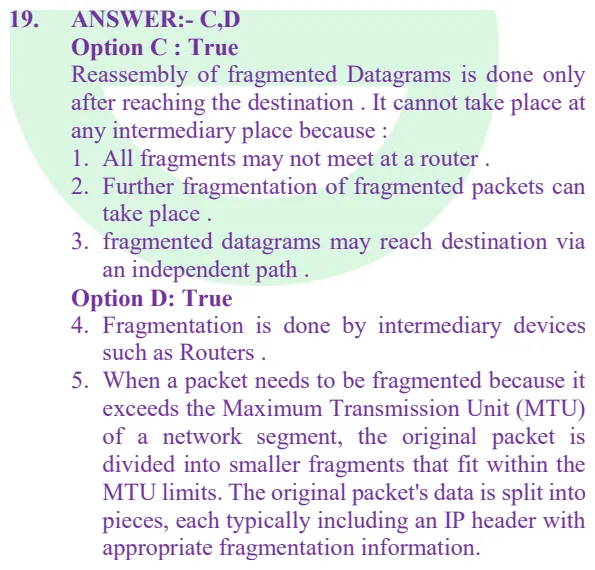 19. ANSWER:- C,D
Option C : True
Reassembly of fragmented Datagrams is done only
after reaching the destination . It cannot take place at
any intermediary place because :
1. All fragments may not meet at a router .
2. Further fragmentation of fragmented packets can
take place .
3. fragmented datagrams may reach destination via
an independent path .
Option D: True
4. Fragmentation is done by intermediary devices
such as Routers .
5. When a packet needs to be fragmented because it
exceeds the Maximum Transmission Unit (MTU)
of a network segment, the original packet is
divided into smaller fragments that fit within the
MTU limits. The original packet's data is split into
pieces, each typically including an IP header with
appropriate fragmentation information.